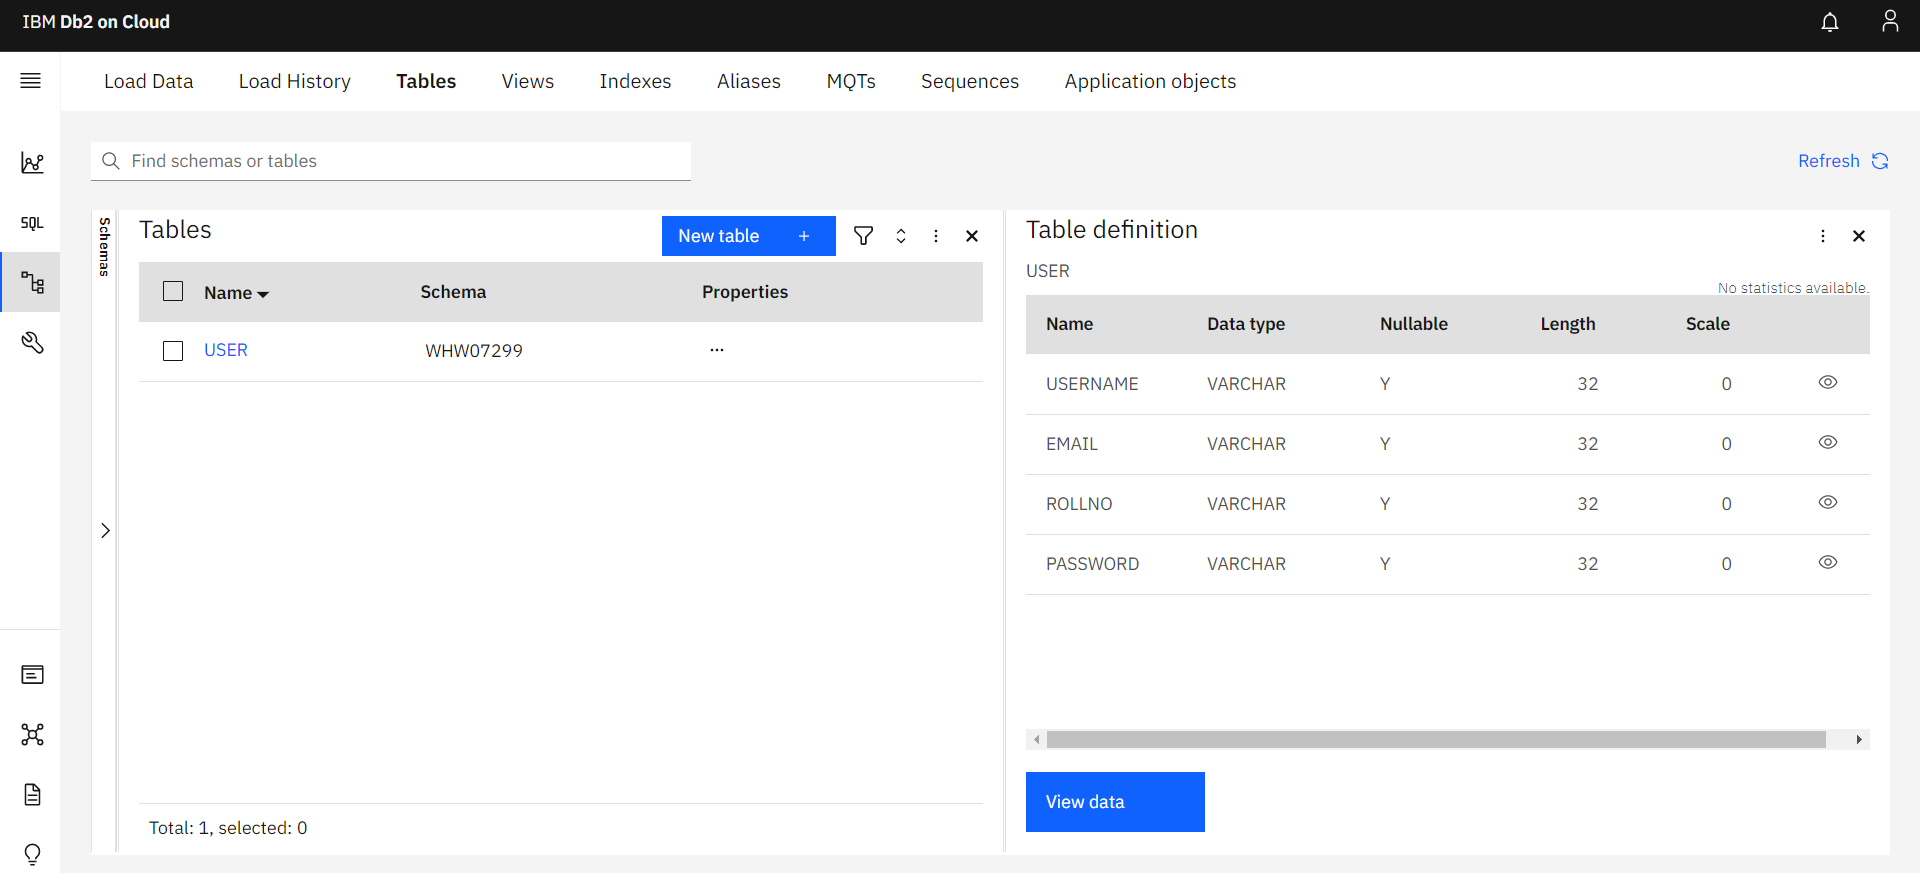 IBM Db2 on Cloud
Load Data Load History Tables Views Indexes Aliases MQTs Sequences Application objects
SQL
Find schemas or tables
Refresh
Schemas
Tables
New table +
Name Schema Properties
USER WHW07299 ...
Total: 1, selected: 0
Table definition
USER
No statistics available.
Name Data type Nullable Length Scale
USERNAME VARCHAR Y 32 0
EMAIL VARCHAR Y 32 0
ROLLNO VARCHAR Y 32 0
PASSWORD VARCHAR Y 32 0
View data